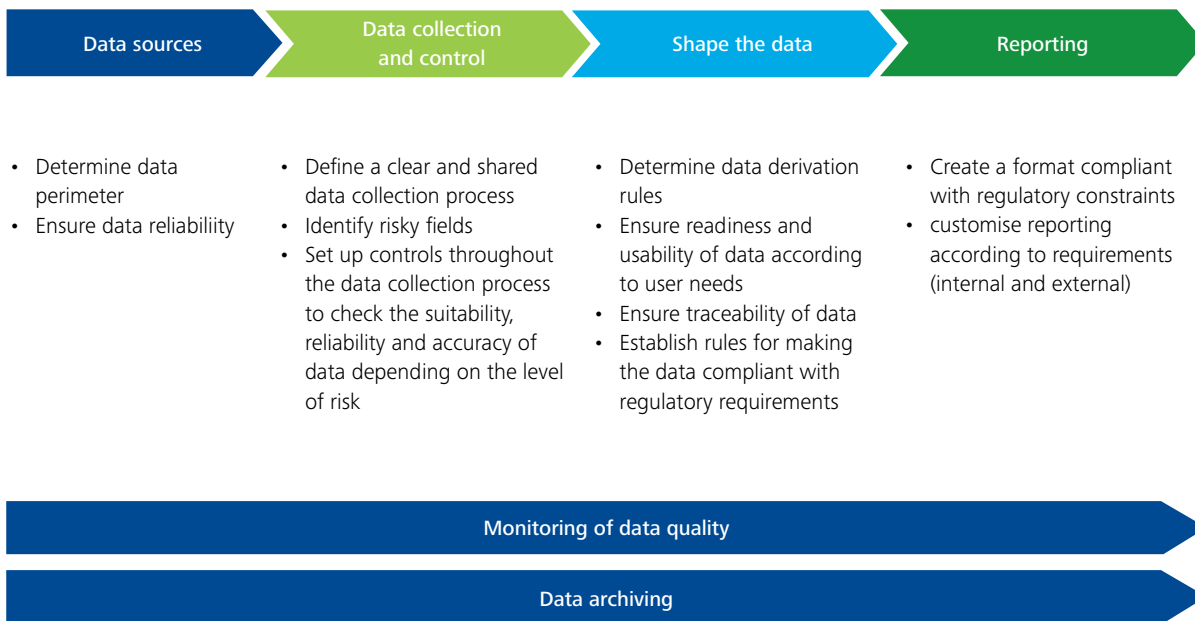 Data sources
Data collection
and control
Shape the data
Reporting
• Determine data
perimeter
• Ensure data reliabiliity
• Define a clear and shared
data collection process
• Identify risky fields
• Set up controls throughout
the data collection process
to check the suitability,
reliability and accuracy of
data depending on the level
of risk
• Determine data derivation
rules
• Ensure readiness and
usability of data according
to user needs
• Ensure traceability of data
• Establish rules for making
the data compliant with
regulatory requirements
• Create a format compliant
with regulatory constraints
• customise reporting
according to requirements
(internal and external)
Monitoring of data quality
Data archiving